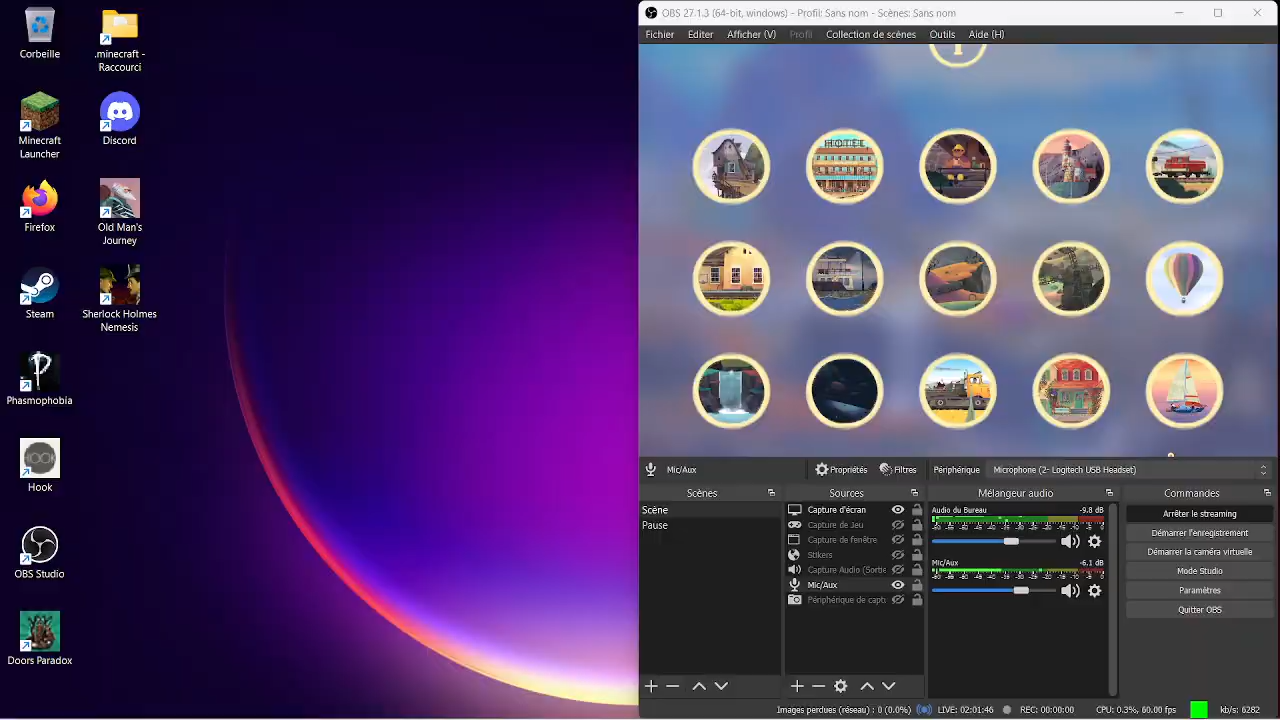 Corbeille
.minecraft -
Raccourci
Minecraft
Launcher
Discord
Firefox
Old Man's
Journey
Steam
Sherlock Holmes
Nemesis
Phasmophobia
Hook
OBS Studio
Doors Paradox
OBS 27.1.3 (64-bit, windows) - Profil: Sans nom - Scènes: Sans nom
Fichier Editer Afficher (V) Profil Collection de scènes Outils Aide (H)
HOTEL
Mic/Aux Propriétés Filtres Périphérique Microphone (2- Logitech USB Headset)
Scènes
Scène
Pause
Sources
Capture d'écran
Capture de Jeu
Capture de fenêtre
Stikers
Capture Audio (Sortie
Mic/Aux
Périphérique de captu
Mélangeur audio
Audio du Bureau -9.8 dB
Mic/Aux -6.1 dB
Commandes
Arrêter le streaming
Démarrer l'enregistrement
Démarrer la caméra virtuelle
Mode Studio
Paramètres
Quitter OBS
Images perdues (réseau) : 0 (0.0%) LIVE: 02:01:46 REC: 00:00:00 CPU: 0.3%, 60.00 fps kb/s: 6282